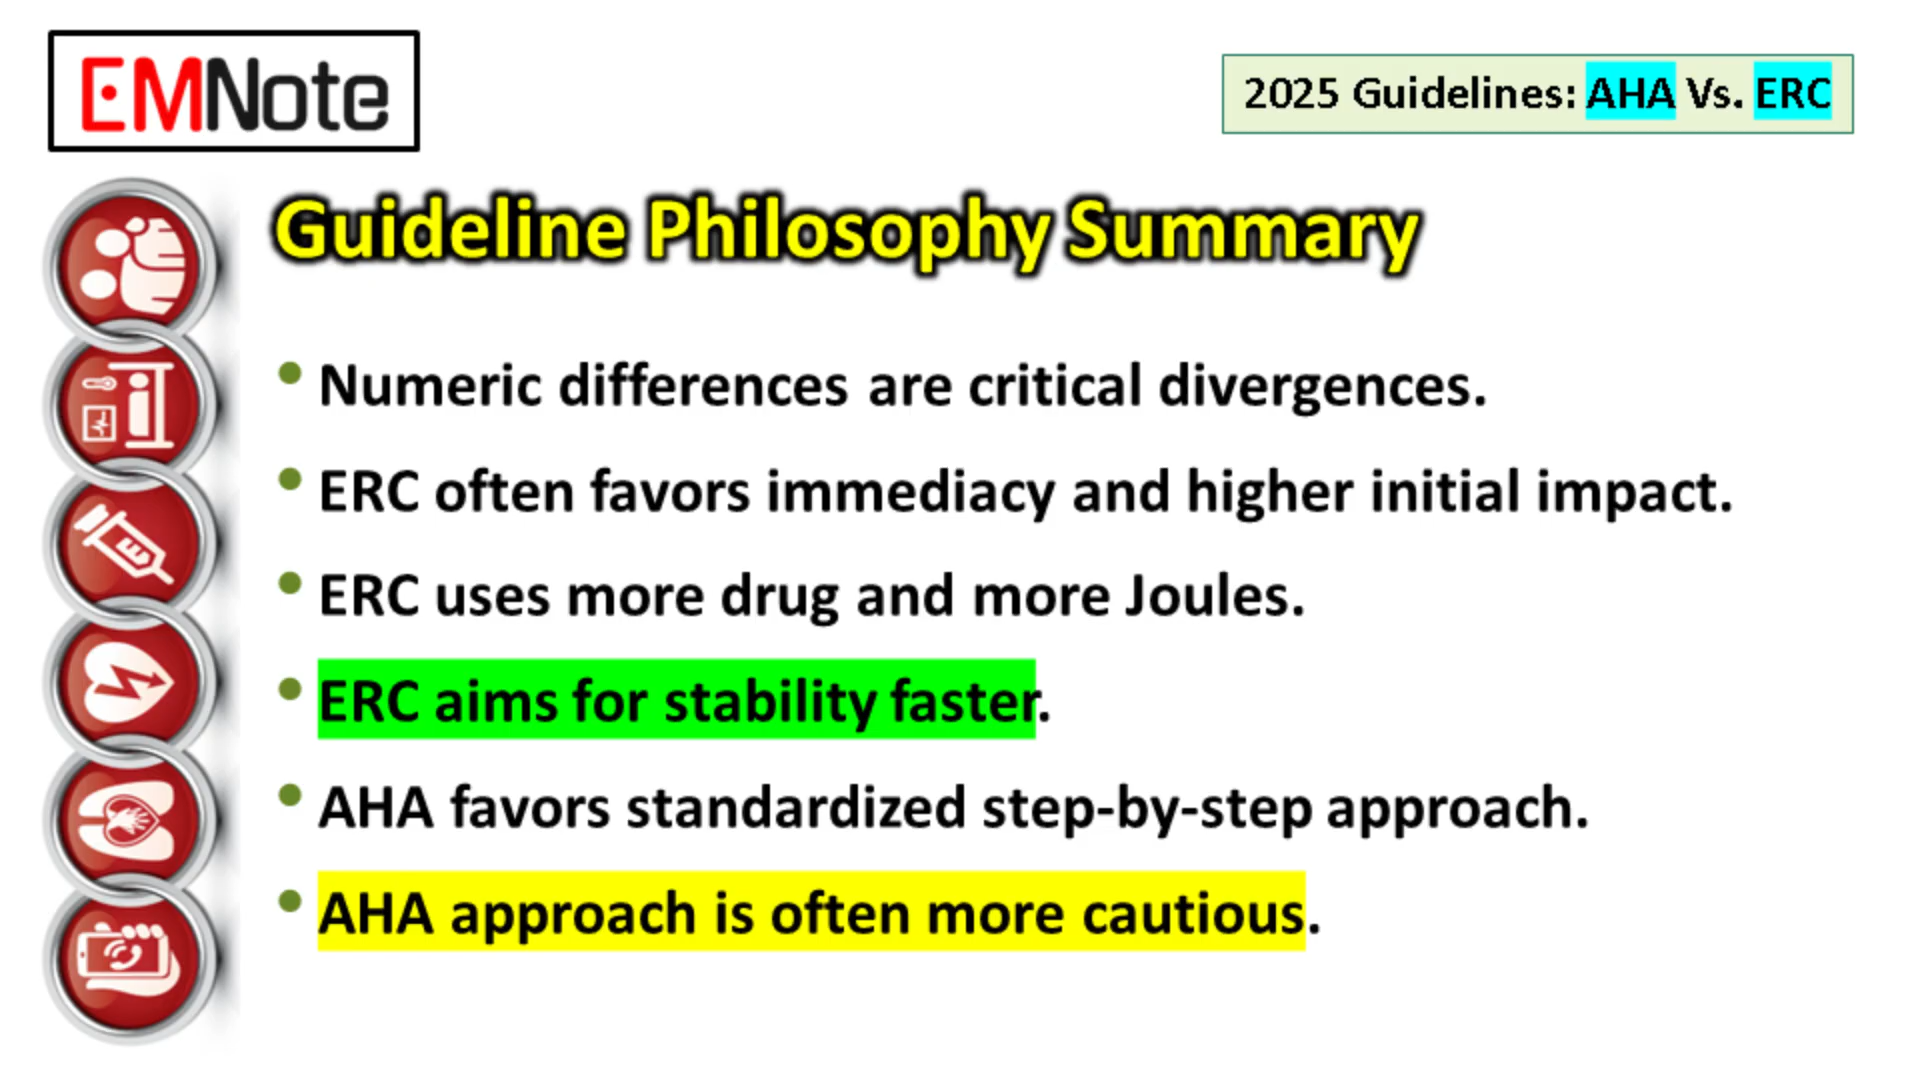 EMNote
2025 Guidelines: AHA Vs. ERC
Guideline Philosophy Summary
• Numeric differences are critical divergences.
• ERC often favors immediacy and higher initial impact.
• ERC uses more drug and more Joules.
• ERC aims for stability faster.
• AHA favors standardized step-by-step approach.
• AHA approach is often more cautious.